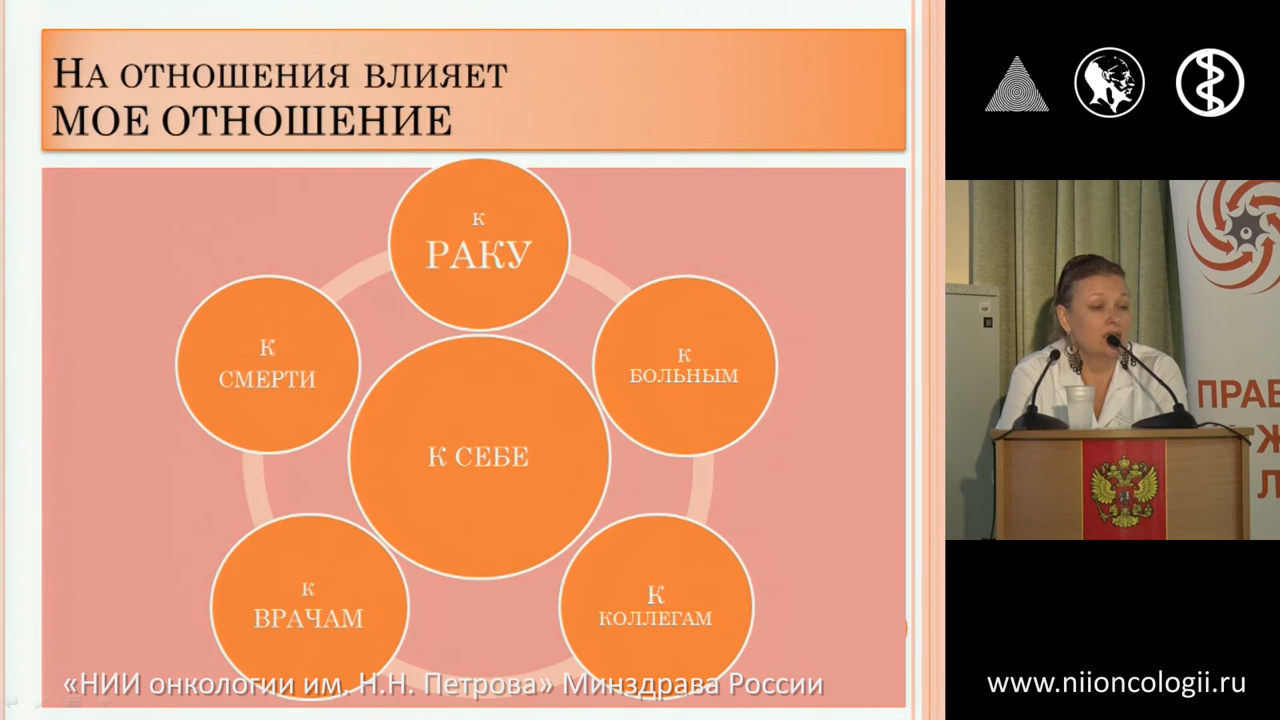 На отношения влияет
МОЕ ОТНОШЕНИЕ
к
РАКУ
К
СМЕРТИ
К
БОЛЬНЫМ
К СЕБЕ
К
ВРАЧАМ
К
КОЛЛЕГАМ
«НИИ онкологии им. Н.Н. Петрова» Минздрава России
ПРАВ
Ж
Л
www.niioncologii.ru